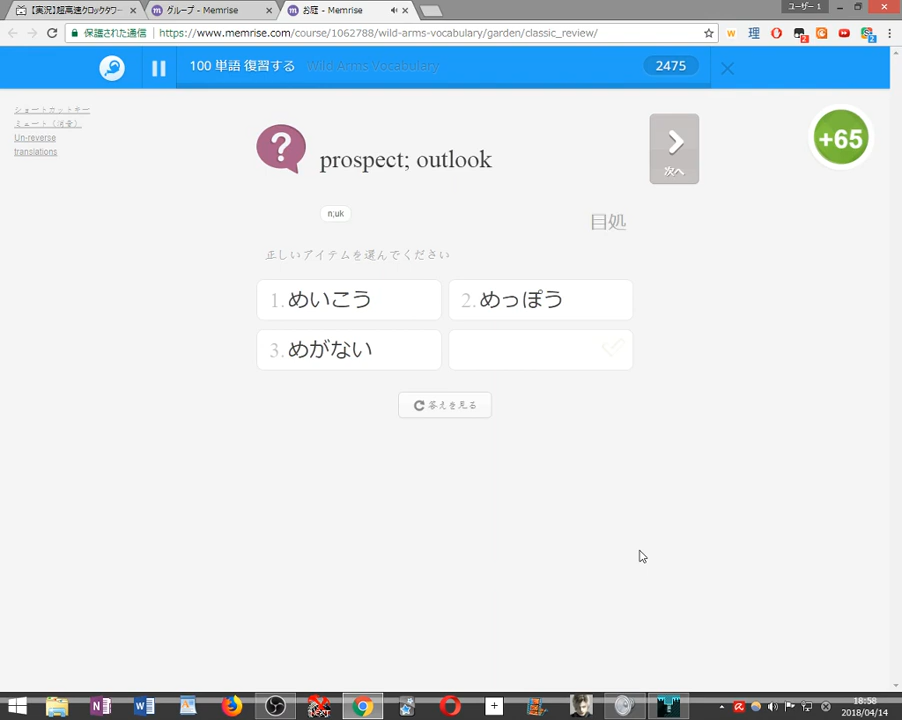 【実況】超高速クロックタワー
グループ - Memrise
お庭 - Memrise
ユーザー 1
保護された通信
https://www.memrise.com/course/1062788/wild-arms-vocabulary/garden/classic_review/
100 単語 復習する
Wild Arms Vocabulary
2475
ショートカットキー
ミュート（消音）
Un-reverse
translations
prospect; outlook
次へ
+65
n;uk
目処
正しいアイテムを選んでください
1. めいこう
2. めっぽう
3. めがない
答えを見る
18:58
2018/04/14